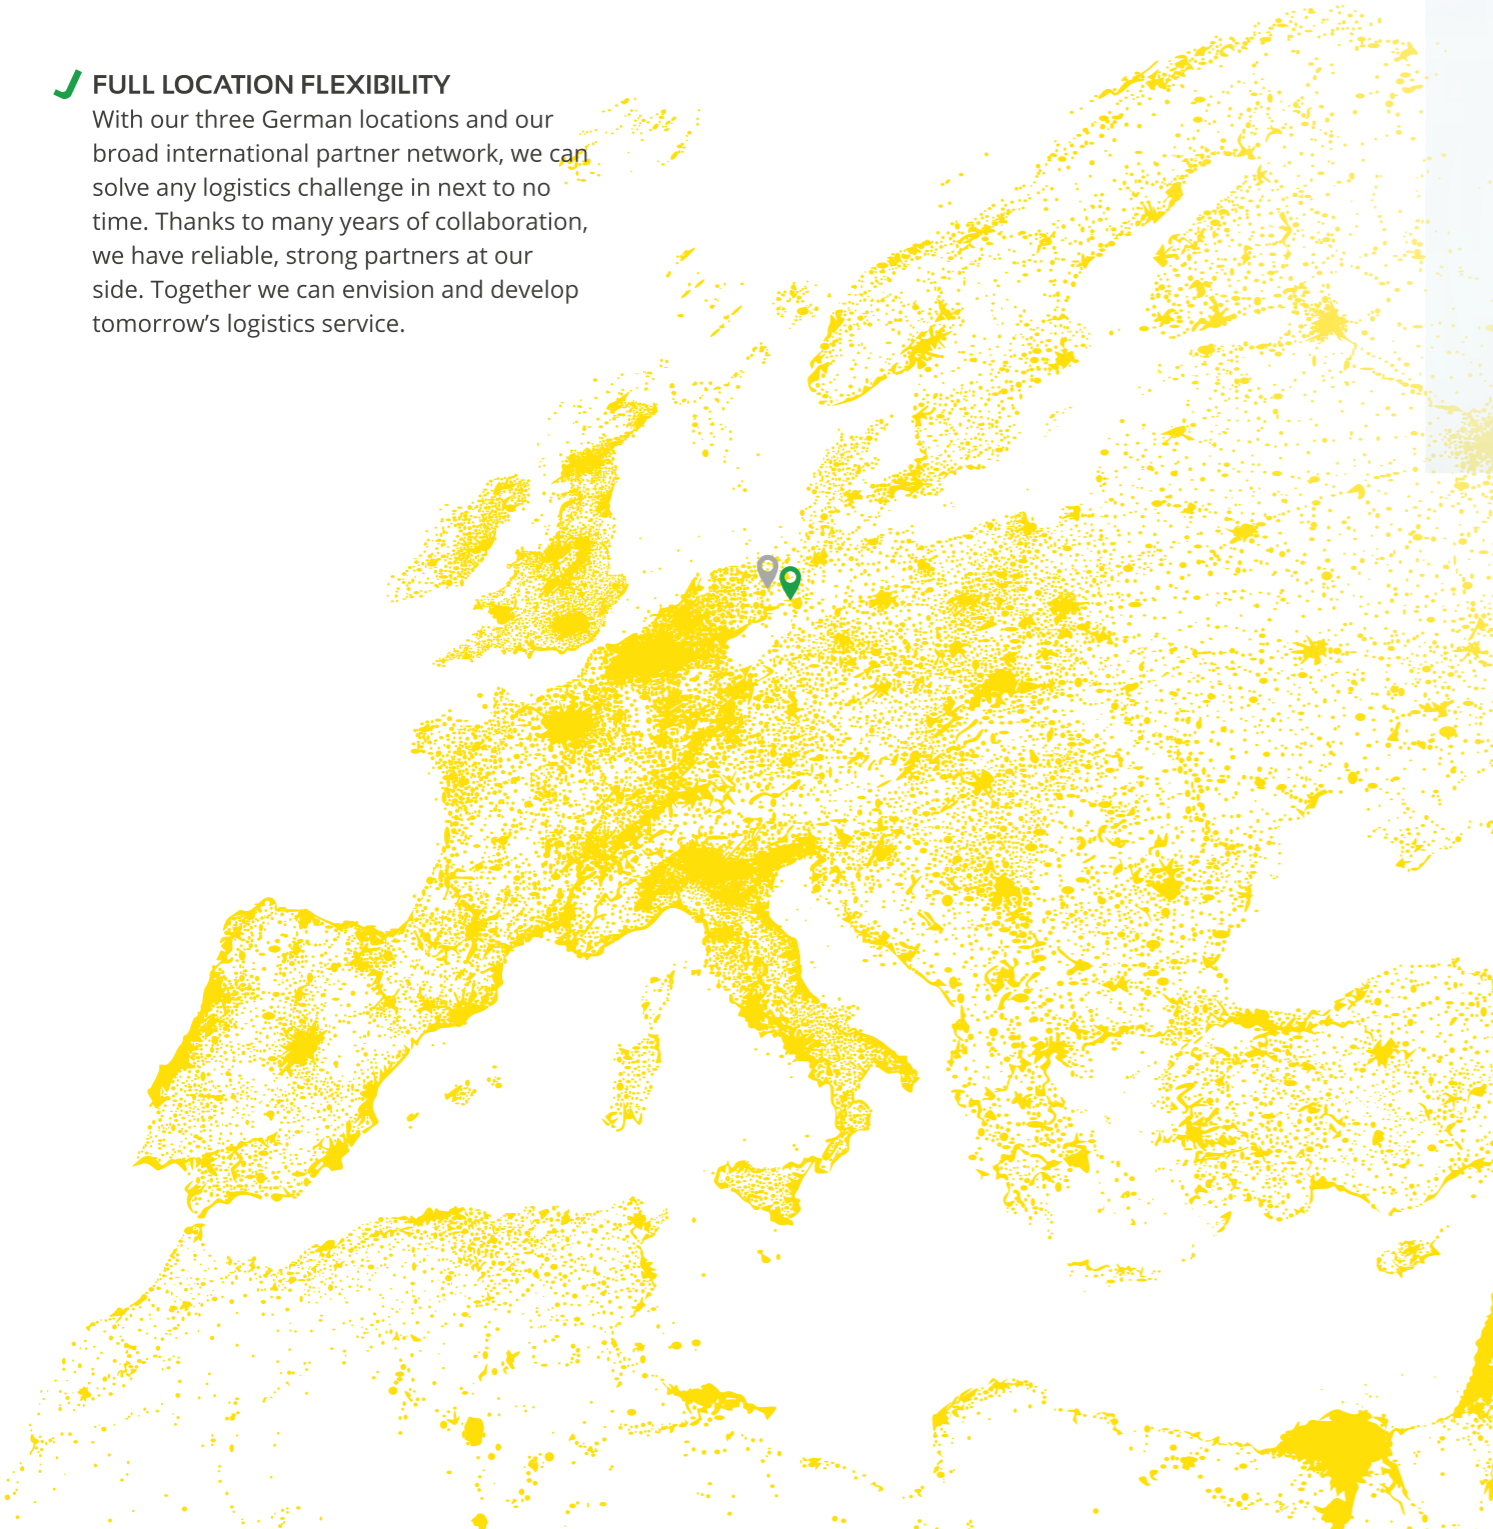 FULL LOCATION FLEXIBILITY
With our three German locations and our
broad international partner network, we can
solve any logistics challenge in next to no
time. Thanks to many years of collaboration,
we have reliable, strong partners at our
side. Together we can envision and develop
tomorrow’s logistics service.